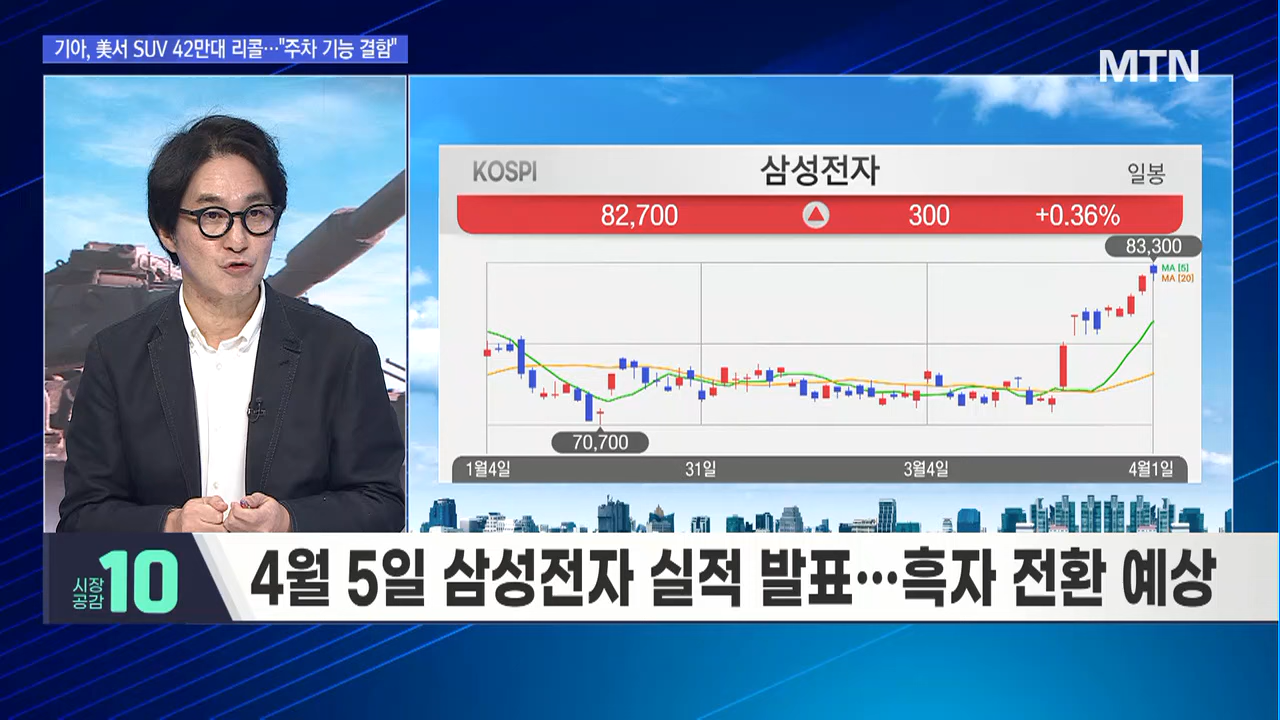 기아, 美서 SUV 42만대 리콜…"주차 기능 결함"
MTN
KOSPI 삼성전자 일봉
82,700 300 +0.36%
83,300
MA [5]
MA [20]
70,700
1월4일 31일 3월4일 4월1일
시장
공감
10
4월 5일 삼성전자 실적 발표…흑자 전환 예상